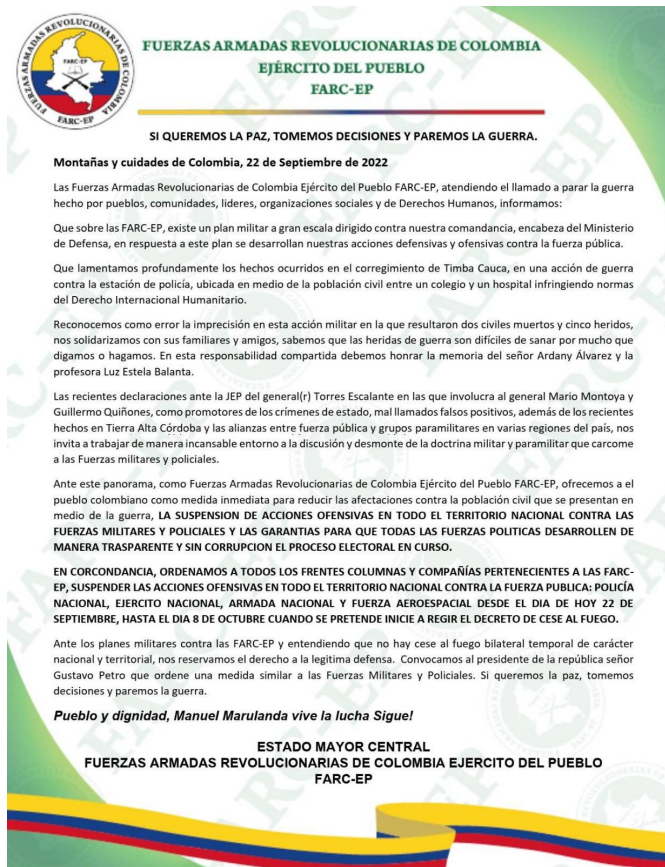 FUERZAS ARMADAS REVOLUCIONARIAS DE COLOMBIA
FARC-EP
FARC-EP
FUERZAS ARMADAS REVOLUCIONARIAS DE COLOMBIA
EJÉRCITO DEL PUEBLO
FARC-EP
SI QUEREMOS LA PAZ, TOMEMOS DECISIONES Y PAREMOS LA GUERRA.
Montañas y cuidades de Colombia, 22 de Septiembre de 2022
Las Fuerzas Armadas Revolucionarias de Colombia Ejército del Pueblo FARC-EP, atendiendo el llamado a parar la guerra
hecho por pueblos, comunidades, lideres, organizaciones sociales y de Derechos Humanos, informamos:
Que sobre las FARC-EP, existe un plan militar a gran escala dirigido contra nuestra comandancia, encabeza del Ministerio
de Defensa, en respuesta a este plan se desarrollan nuestras acciones defensivas y ofensivas contra la fuerza pública.
Que lamentamos profundamente los hechos ocurridos en el corregimiento de Timba Cauca, en una acción de guerra
contra la estación de policía, ubicada en medio de la población civil entre un colegio y un hospital infringiendo normas
del Derecho Internacional Humanitario.
Reconocemos como error la imprecisión en esta acción militar en la que resultaron dos civiles muertos y cinco heridos,
nos solidarizamos con sus familiares y amigos, sabemos que las heridas de guerra son difíciles de sanar por mucho que
digamos o hagamos. En esta responsabilidad compartida debemos honrar la memoria del señor Ardany Álvarez y la
profesora Luz Estela Balanta.
Las recientes declaraciones ante la JEP del general(r) Torres Escalante en las que involucra al general Mario Montoya y
Guillermo Quiñones, como promotores de los crímenes de estado, mal llamados falsos positivos, además de los recientes
hechos en Tierra Alta Córdoba y las alianzas entre fuerza pública y grupos paramilitares en varias regiones del país, nos
invita a trabajar de manera incansable entorno a la discusión y desmonte de la doctrina militar y paramilitar que carcome
a las Fuerzas militares y policiales.
Ante este panorama, como Fuerzas Armadas Revolucionarias de Colombia Ejército del Pueblo FARC-EP, ofrecemos a el
pueblo colombiano como medida inmediata para reducir las afectaciones contra la población civil que se presentan en
medio de la guerra, LA SUSPENSION DE ACCIONES OFENSIVAS EN TODO EL TERRITORIO NACIONAL CONTRA LAS
FUERZAS MILITARES Y POLICIALES Y LAS GARANTIAS PARA QUE TODAS LAS FUERZAS POLITICAS DESARROLLEN DE
MANERA TRASPARENTE Y SIN CORRUPCION EL PROCESO ELECTORAL EN CURSO.
EN CORCONDANCIA, ORDENAMOS A TODOS LOS FRENTES COLUMNAS Y COMPAÑÍAS PERTENECIENTES A LAS FARC-
EP, SUSPENDER LAS ACCIONES OFENSIVAS EN TODO EL TERRITORIO NACIONAL CONTRA LA FUERZA PUBLICA: POLICÍA
NACIONAL, EJERCITO NACIONAL, ARMADA NACIONAL Y FUERZA AEROESPACIAL DESDE EL DIA DE HOY 22 DE
SEPTIEMBRE, HASTA EL DIA 8 DE OCTUBRE CUANDO SE PRETENDE INICIE A REGIR EL DECRETO DE CESE AL FUEGO.
Ante los planes militares contra las FARC-EP y entendiendo que no hay cese al fuego bilateral temporal de carácter
nacional y territorial, nos reservamos el derecho a la legitima defensa. Convocamos al presidente de la república señor
Gustavo Petro que ordene una medida similar a las Fuerzas Militares y Policiales. Si queremos la paz, tomemos
decisiones y paremos la guerra.
Pueblo y dignidad, Manuel Marulanda vive la lucha Sigue!
ESTADO MAYOR CENTRAL
FUERZAS ARMADAS REVOLUCIONARIAS DE COLOMBIA EJERCITO DEL PUEBLO
FARC-EP